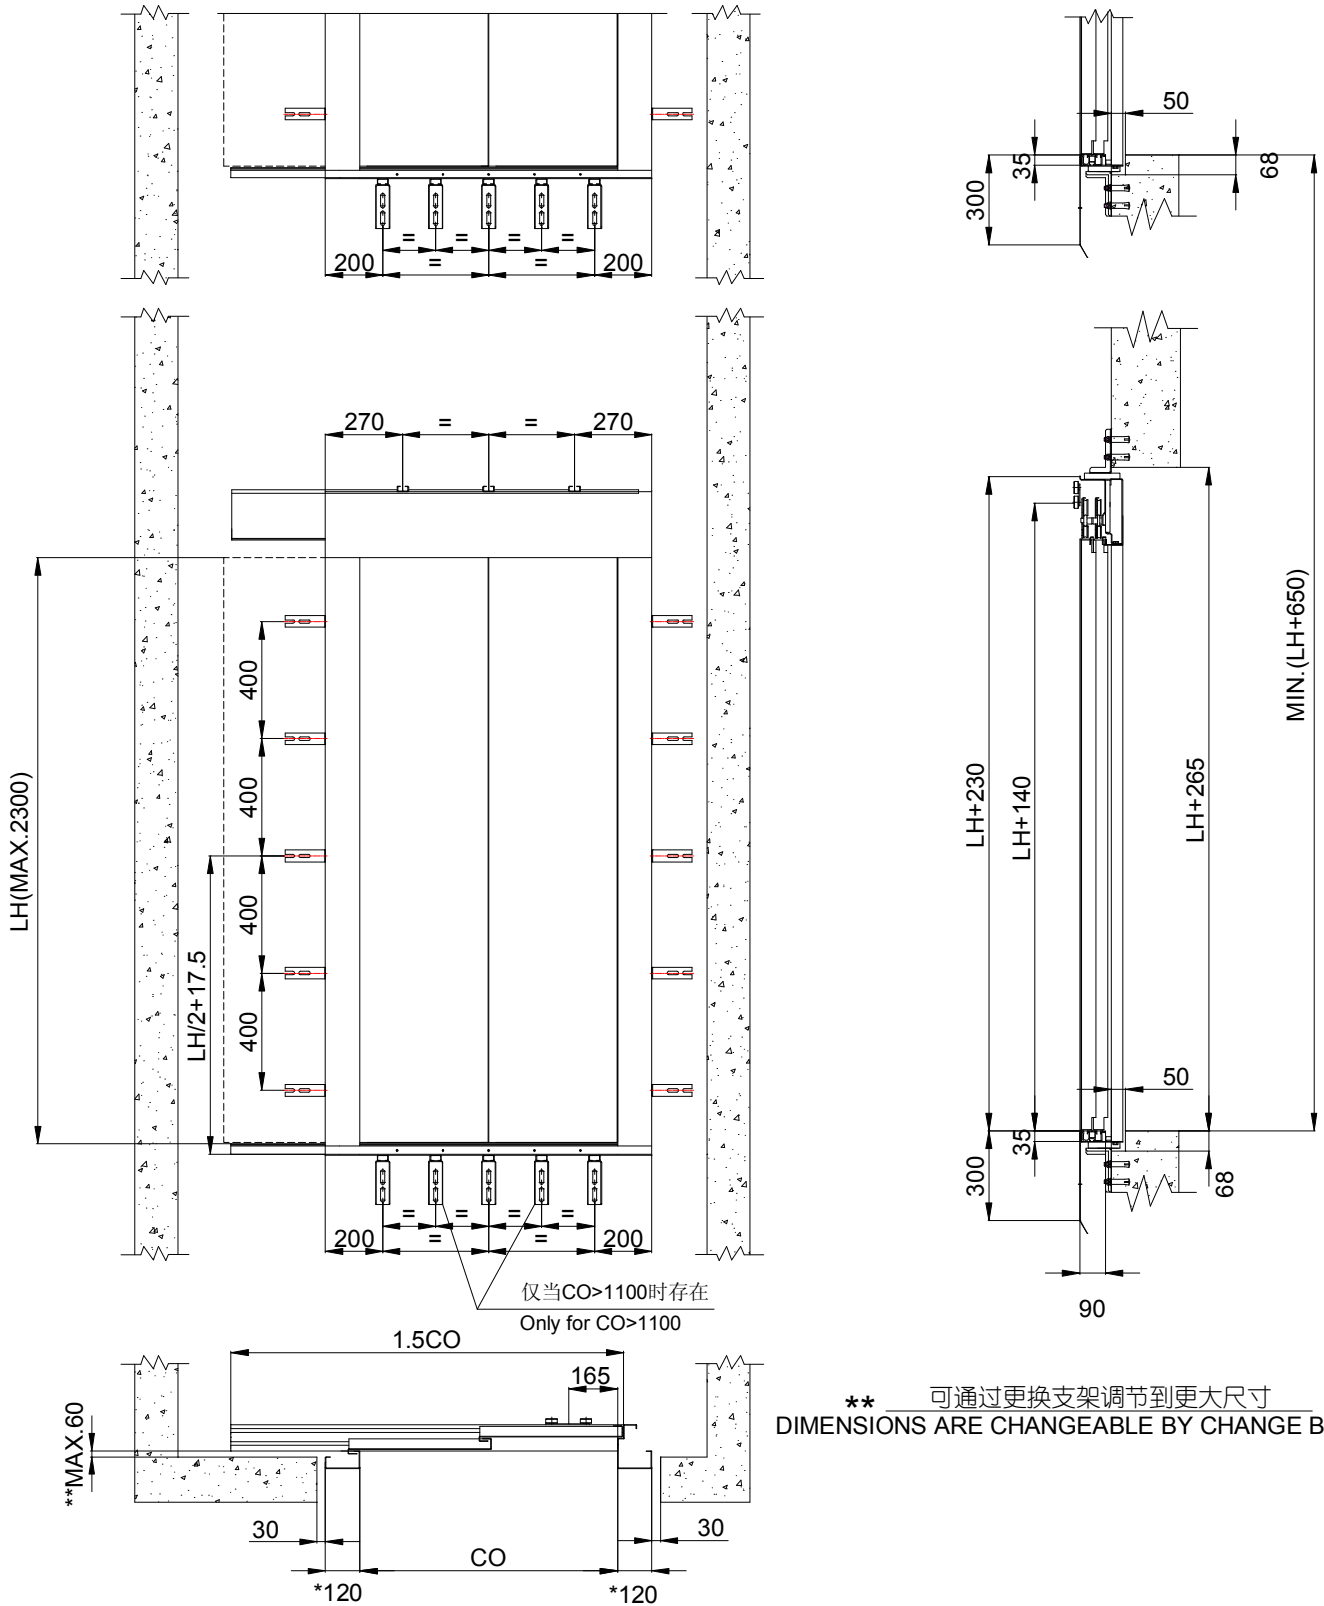 50
35
68
300
= = = =
200 = = 200
270 = = 270
MIN.(LH+650)
LH+230
LH+140
LH+265
LH(MAX.2300)
400
400
400
400
LH/2+17.5
50
35
300
68
= = = =
200 = = 200
90
仅当CO>1100时存在
Only for CO>1100
1.5CO
165
**MAX.60
** 可通过更换支架调节到更大尺寸
DIMENSIONS ARE CHANGEABLE BY CHANGE B
30
30
CO
*120
*120